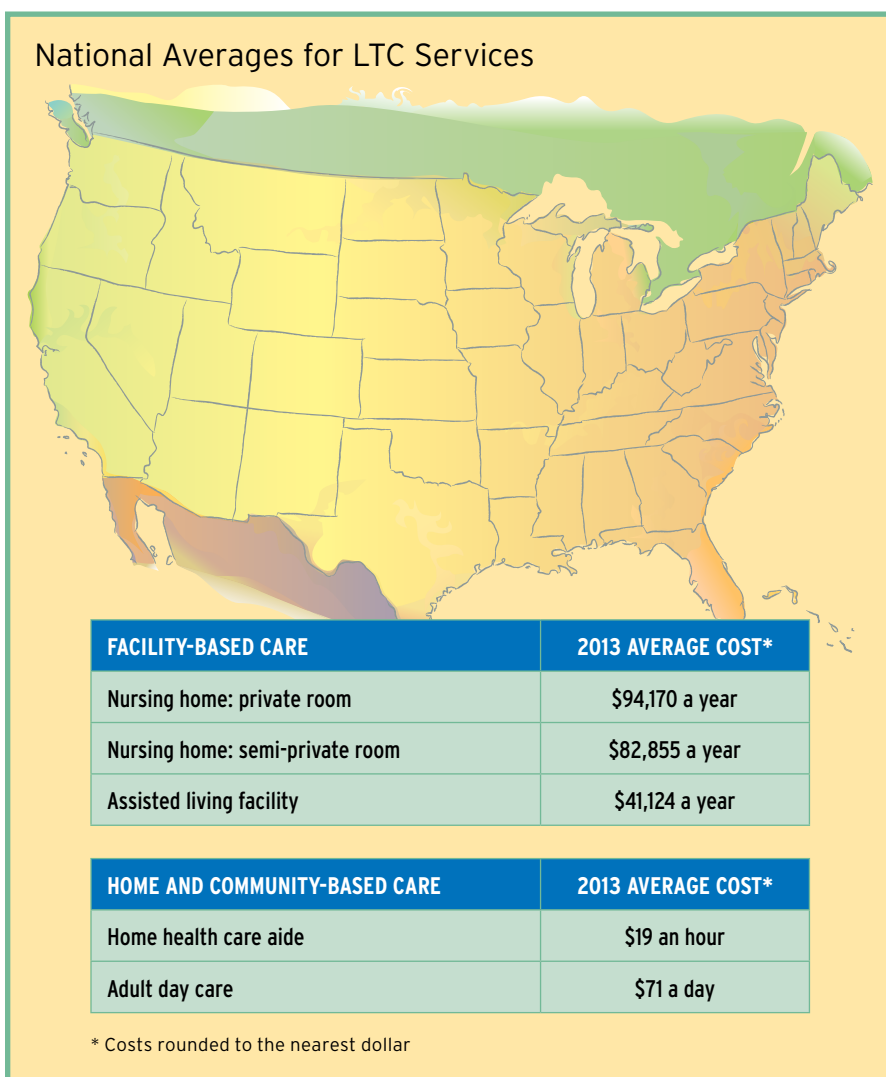 National Averages for LTC Services
FACILITY-BASED CARE 2013 AVERAGE COST*
Nursing home: private room $94,170 a year
Nursing home: semi-private room $82,855 a year
Assisted living facility $41,124 a year
HOME AND COMMUNITY-BASED CARE 2013 AVERAGE COST*
Home health care aide $19 an hour
Adult day care $71 a day
* Costs rounded to the nearest dollar